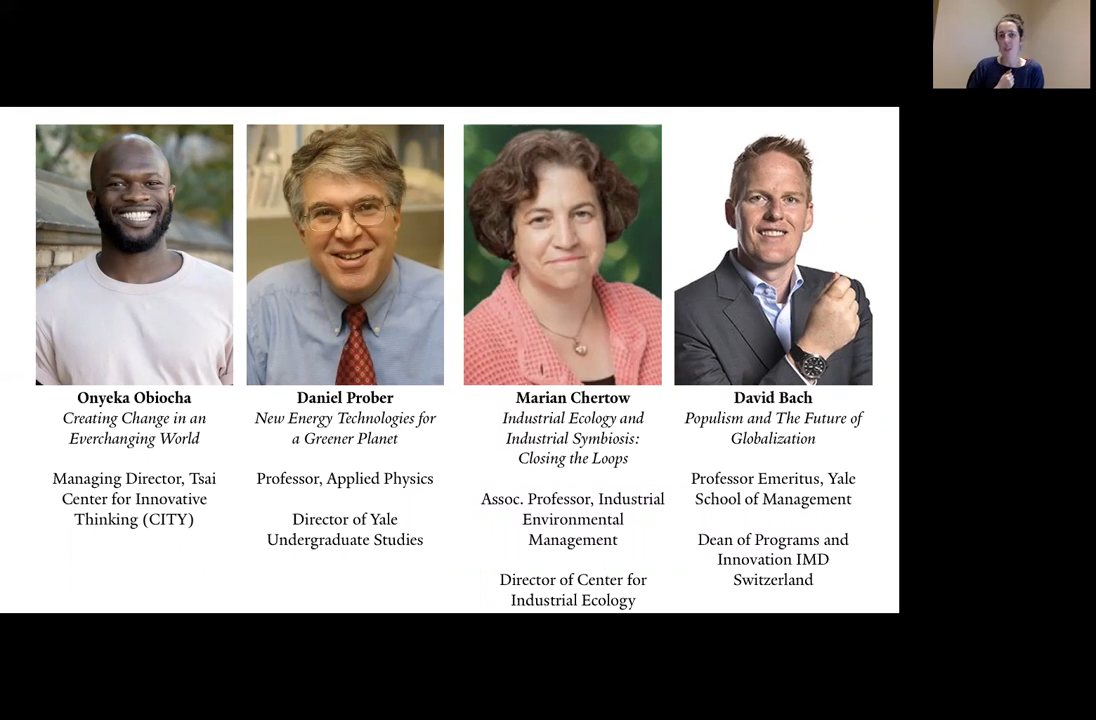 Onyeka Obiocha
Creating Change in an
Everchanging World
Managing Director, Tsai
Center for Innovative
Thinking (CITY)
Daniel Prober
New Energy Technologies for
a Greener Planet
Professor, Applied Physics
Director of Yale
Undergraduate Studies
Marian Chertow
Industrial Ecology and
Industrial Symbiosis:
Closing the Loops
Assoc. Professor, Industrial
Environmental
Management
Director of Center for
Industrial Ecology
David Bach
Populism and The Future of
Globalization
Professor Emeritus, Yale
School of Management
Dean of Programs and
Innovation IMD
Switzerland